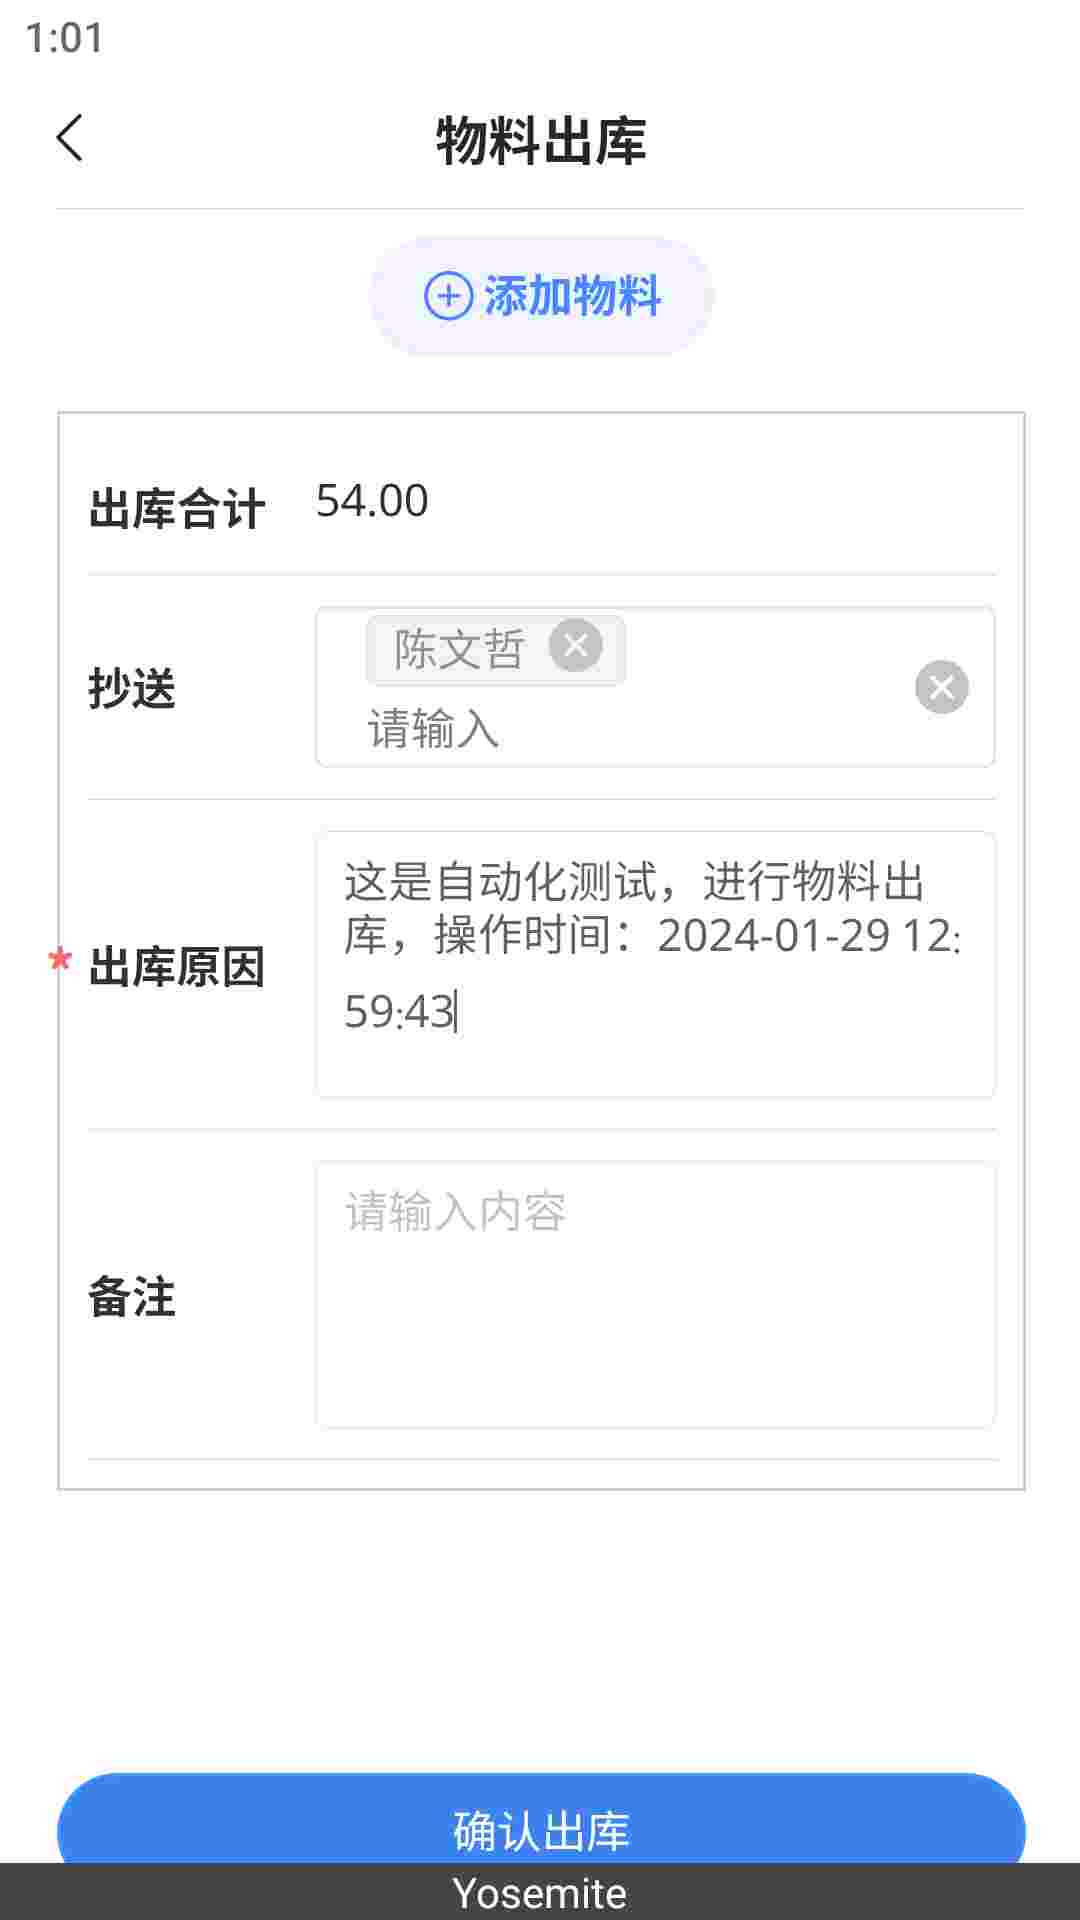 1:01
物料出库
添加物料
出库合计 54.00
陈文哲
抄送
请输入
这是自动化测试，进行物料出
库，操作时间：2024-01-29 12:
* 出库原因
59:43
请输入内容
备注
确认出库
Yosemite